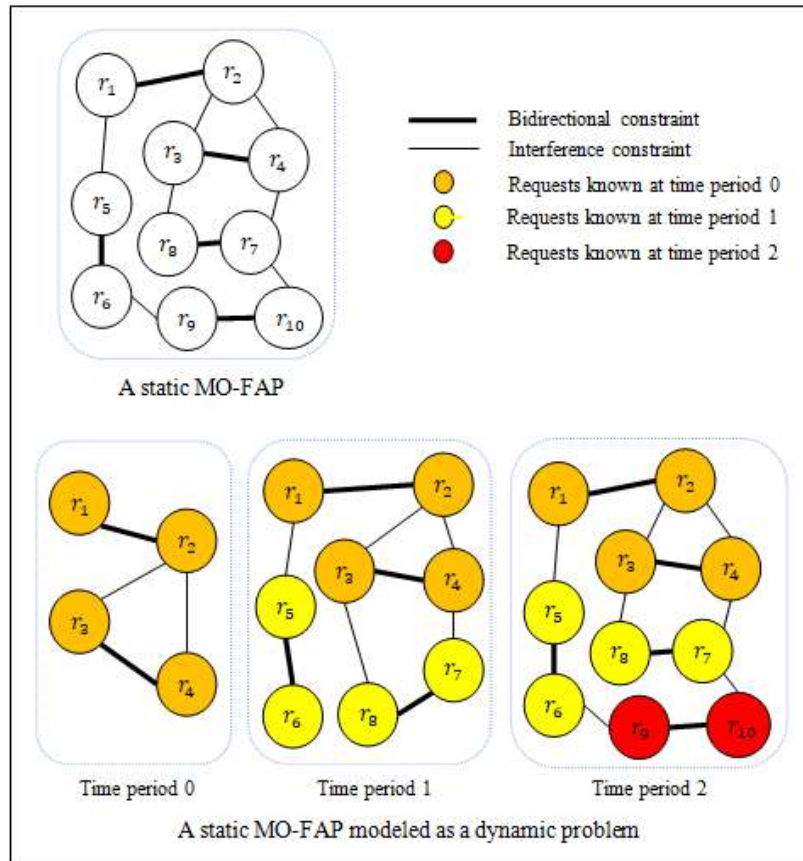 r1
r2
r3
r4
r5
r8
r7
r6
r9
r10
A static MO-FAP
Bidirectional constraint
Interference constraint
Requests known at time period 0
Requests known at time period 1
Requests known at time period 2
r1
r2
r3
r4
Time period 0
r1
r2
r3
r4
r5
r7
r8
r6
Time period 1
r1
r2
r3
r4
r5
r8
r7
r6
r9
r10
Time period 2
A static MO-FAP modeled as a dynamic problem